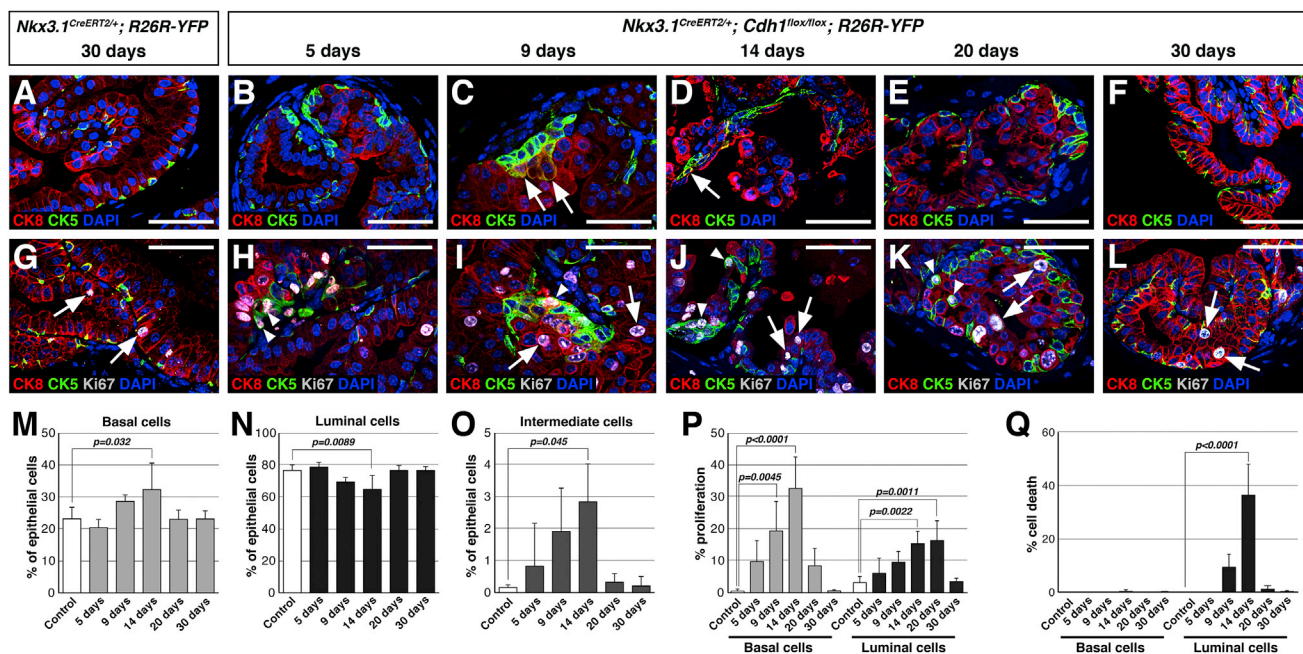 Nkx3.1CreERT2/+; R26R-YFP
30 days
Nkx3.1CreERT2/+; Cdh1flox/flox; R26R-YFP
5 days 9 days 14 days 20 days 30 days
A B C D E F
CK8 CK5 DAPI CK8 CK5 DAPI CK8 CK5 DAPI CK8 CK5 DAPI CK8 CK5 DAPI CK8 CK5 DAPI
G H I J K L
CK8 CK5 Ki67 DAPI CK8 CK5 Ki67 DAPI CK8 CK5 Ki67 DAPI CK8 CK5 Ki67 DAPI CK8 CK5 Ki67 DAPI CK8 CK5 Ki67 DAPI
M
Basal cells
% of epithelial cells
50
40
30
20
10
0
p=0.032
Control 5 days 9 days 14 days 20 days 30 days
N
Luminal cells
% of epithelial cells
100
80
60
40
20
0
p=0.0089
Control 5 days 9 days 14 days 20 days 30 days
O
Intermediate cells
% of epithelial cells
5
4
3
2
1
0
p=0.045
Control 5 days 9 days 14 days 20 days 30 days
P
% proliferation
50
40
30
20
10
0
p<0.0001
p=0.0045
p=0.0011
p=0.0022
Control 5 days 9 days 14 days 20 days 30 days Control 5 days 9 days 14 days 20 days 30 days
Basal cells Luminal cells
Q
% cell death
60
40
20
0
p<0.0001
Control 5 days 9 days 14 days 20 days 30 days Control 5 days 9 days 14 days 20 days 30 days
Basal cells Luminal cells